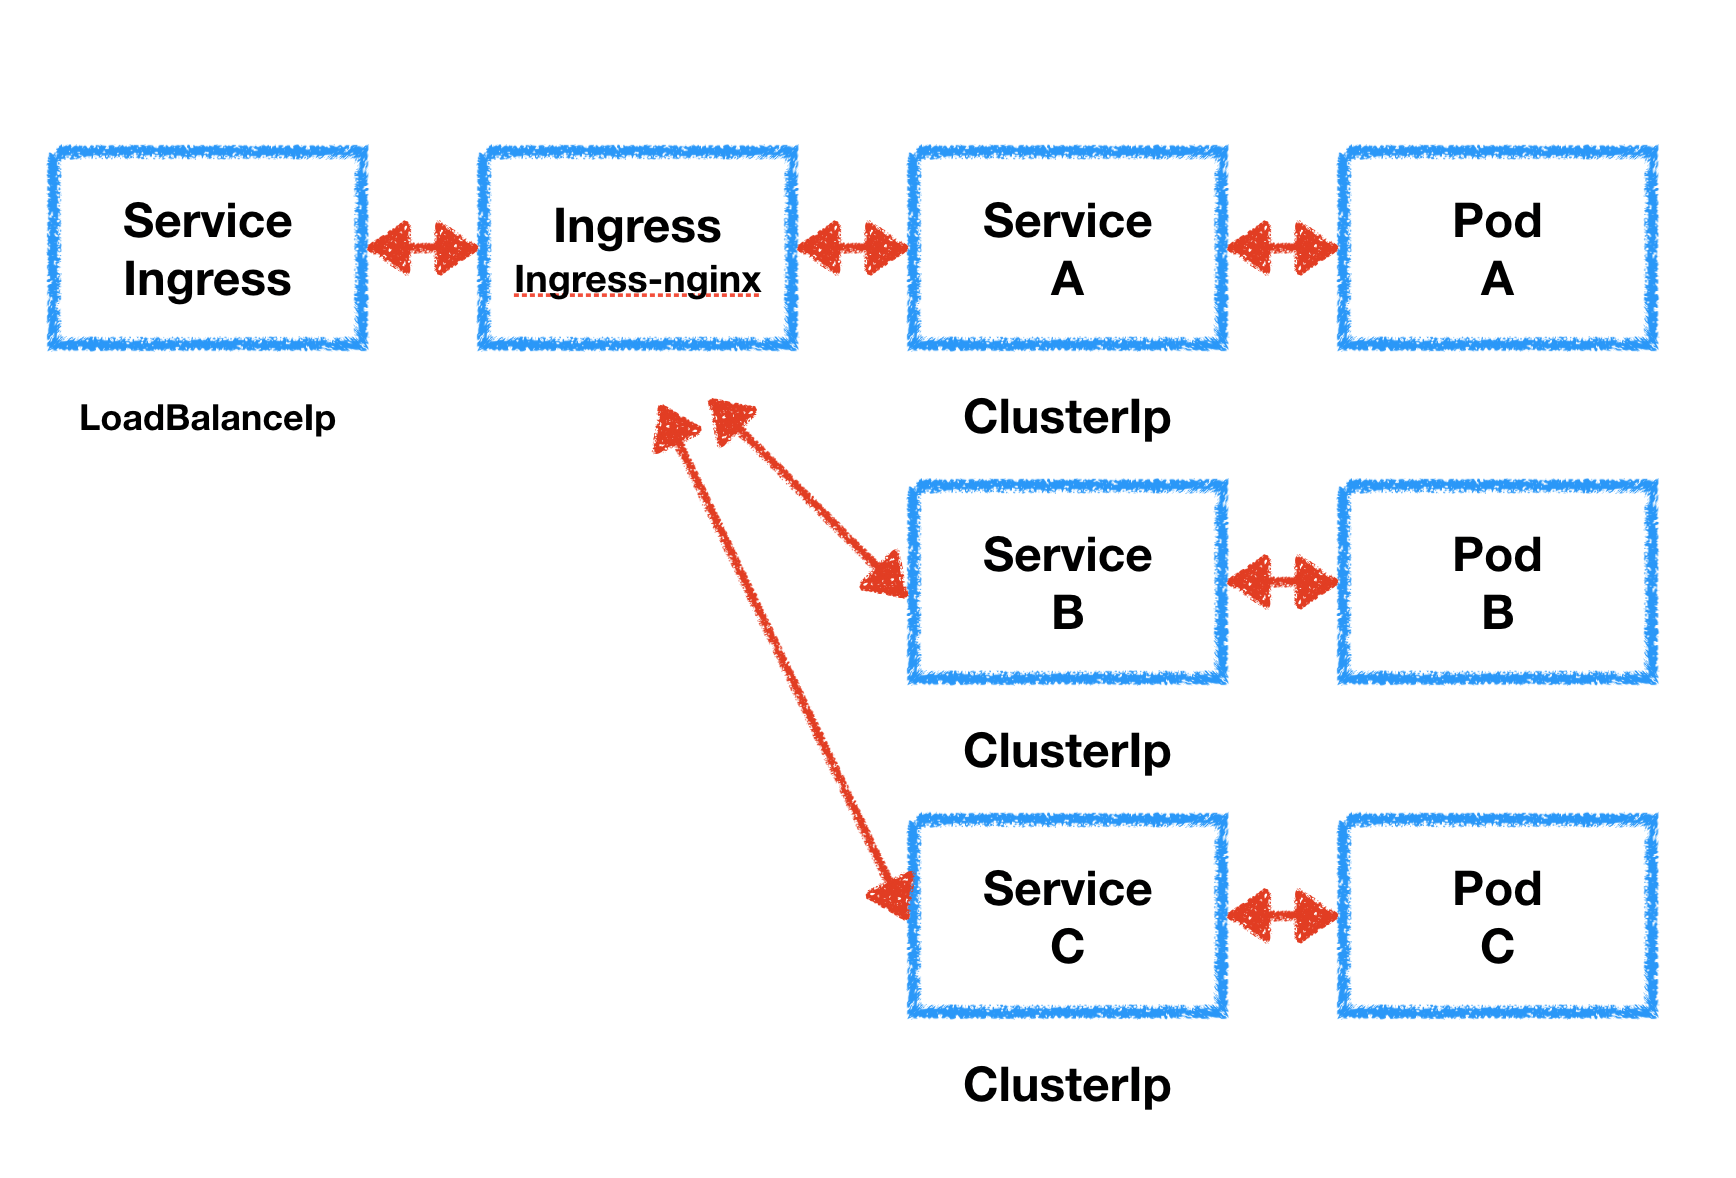 Service
Ingress
Ingress
Ingress-nginx
Service
A
Pod
A
LoadBalanceIp
ClusterIp
Service
B
Pod
B
ClusterIp
Service
C
Pod
C
ClusterIp